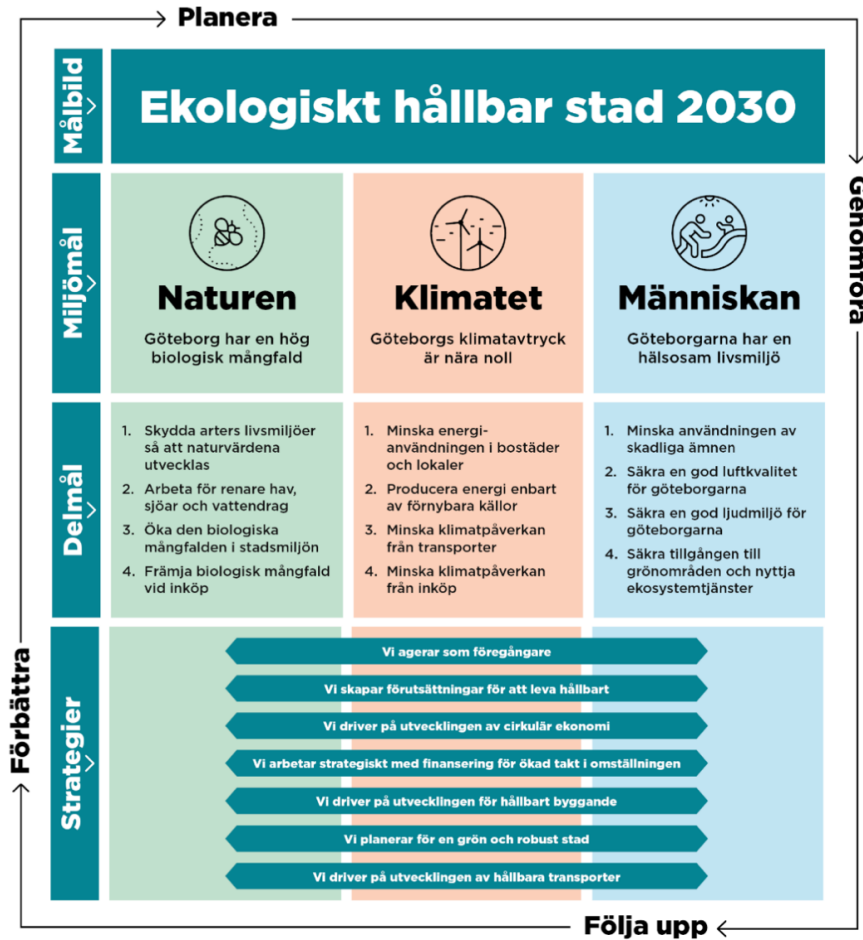 Planera
Målbild
Ekologiskt hållbar stad 2030
Genomföra
Miljömål
Naturen
Göteborg har en hög
biologisk mångfald
Klimatet
Göteborgs klimatavtryck
är nära noll
Människan
Göteborgarna har en
hälsosam livsmiljö
Delmål
1. Skydda arters livsmiljöer
så att naturvärdena
utvecklas
2. Arbeta för renare hav,
sjöar och vattendrag
3. Öka den biologiska
mångfalden i stadsmiljön
4. Främja biologisk mångfald
vid inköp
1. Minska energi-
användningen i bostäder
och lokaler
2. Producera energi enbart
av förnybara källor
3. Minska klimatpåverkan
från transporter
4. Minska klimatpåverkan
från inköp
1. Minska användningen av
skadliga ämnen
2. Säkra en god luftkvalitet
för göteborgarna
3. Säkra en god ljudmiljö för
göteborgarna
4. Säkra tillgången till
grönområden och nyttja
ekosystemtjänster
Strategier
Vi agerar som föregångare
Vi skapar förutsättningar för att leva hållbart
Vi driver på utvecklingen av cirkulär ekonomi
Vi arbetar strategiskt med finansering för ökad takt i omställningen
Vi driver på utvecklingen för hållbart byggande
Vi planerar för en grön och robust stad
Vi driver på utvecklingen av hållbara transporter
Följa upp
Förbättra